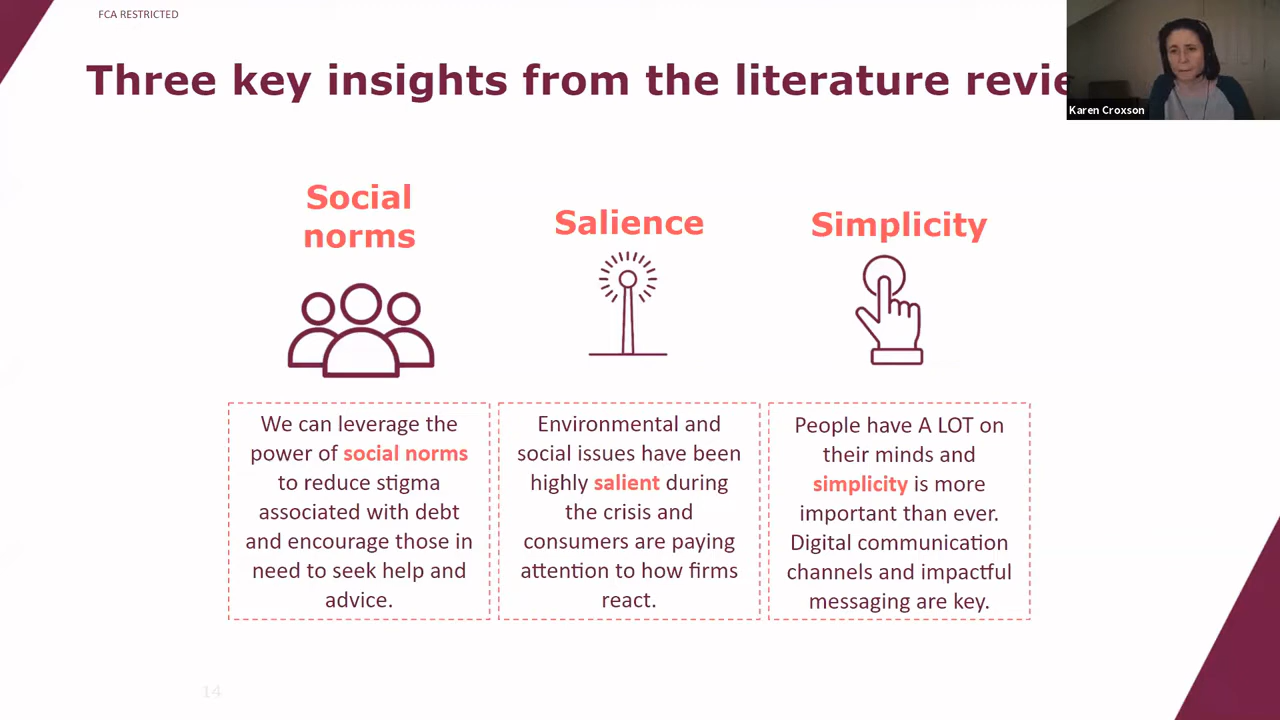 FCA RESTRICTED
Three key insights from the literature revie
Karen Croxson
Social
norms
Salience
Simplicity
We can leverage the
power of social norms
to reduce stigma
associated with debt
and encourage those in
need to seek help and
advice.
Environmental and
social issues have been
highly salient during
the crisis and
consumers are paying
attention to how firms
react.
People have A LOT on
their minds and
simplicity is more
important than ever.
Digital communication
channels and impactful
messaging are key.
14